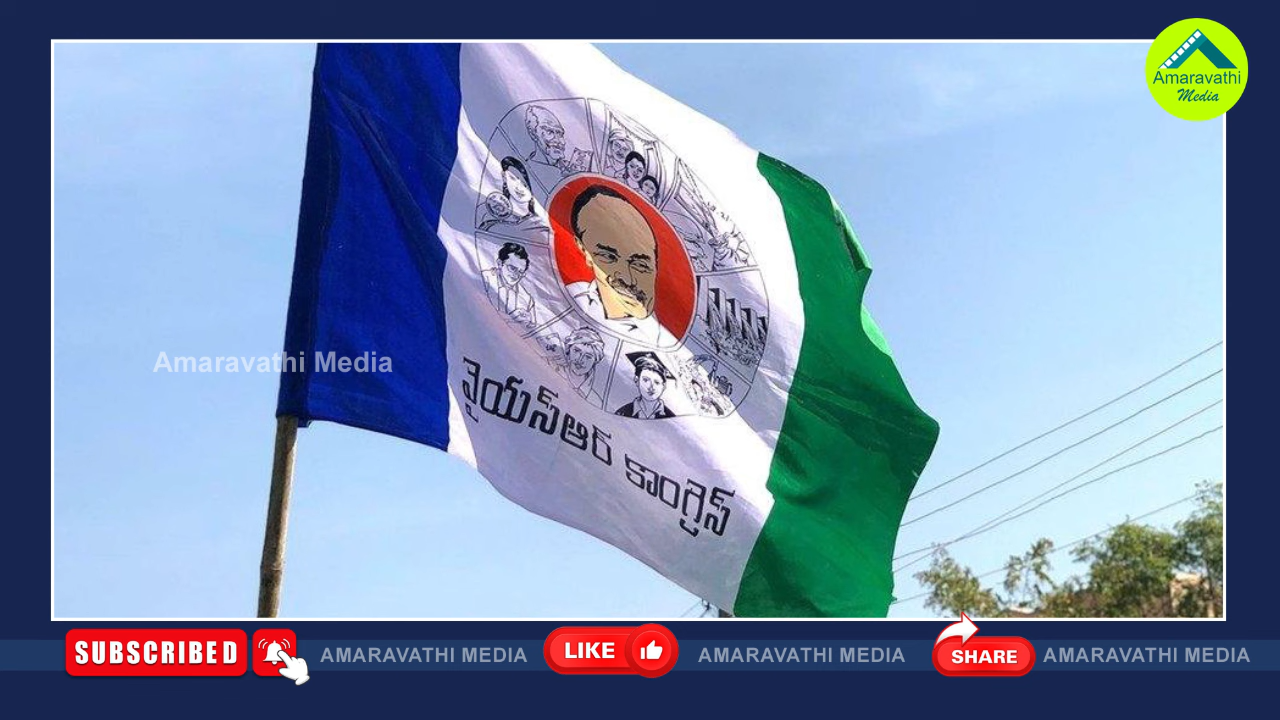 Amaravathi
Media
Amaravathi Media
వైయస్ఆర్ కాంగ్రెస్
SUBSCRIBED
AMARAVATHI MEDIA
LIKE
AMARAVATHI MEDIA
SHARE
AMARAVATHI MEDIA